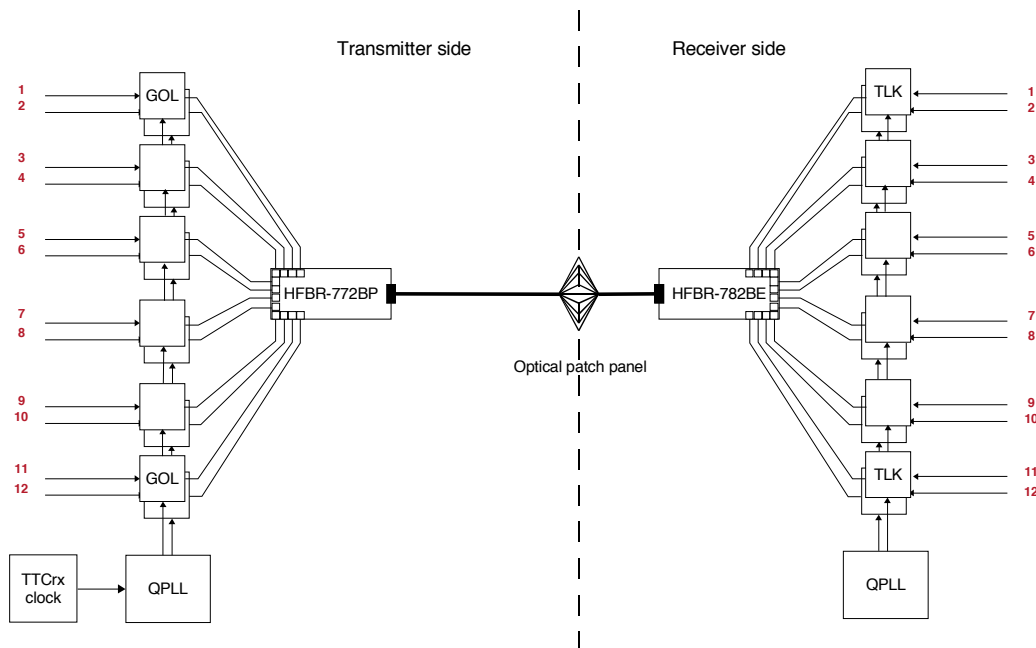 Transmitter side
Receiver side
1
2
GOL
TLK
1
2
3
4
3
4
5
6
5
6
HFBR-772BP
HFBR-782BE
7
8
7
8
Optical patch panel
9
10
9
10
11
12
GOL
TLK
11
12
TTCrx
clock
QPLL
QPLL